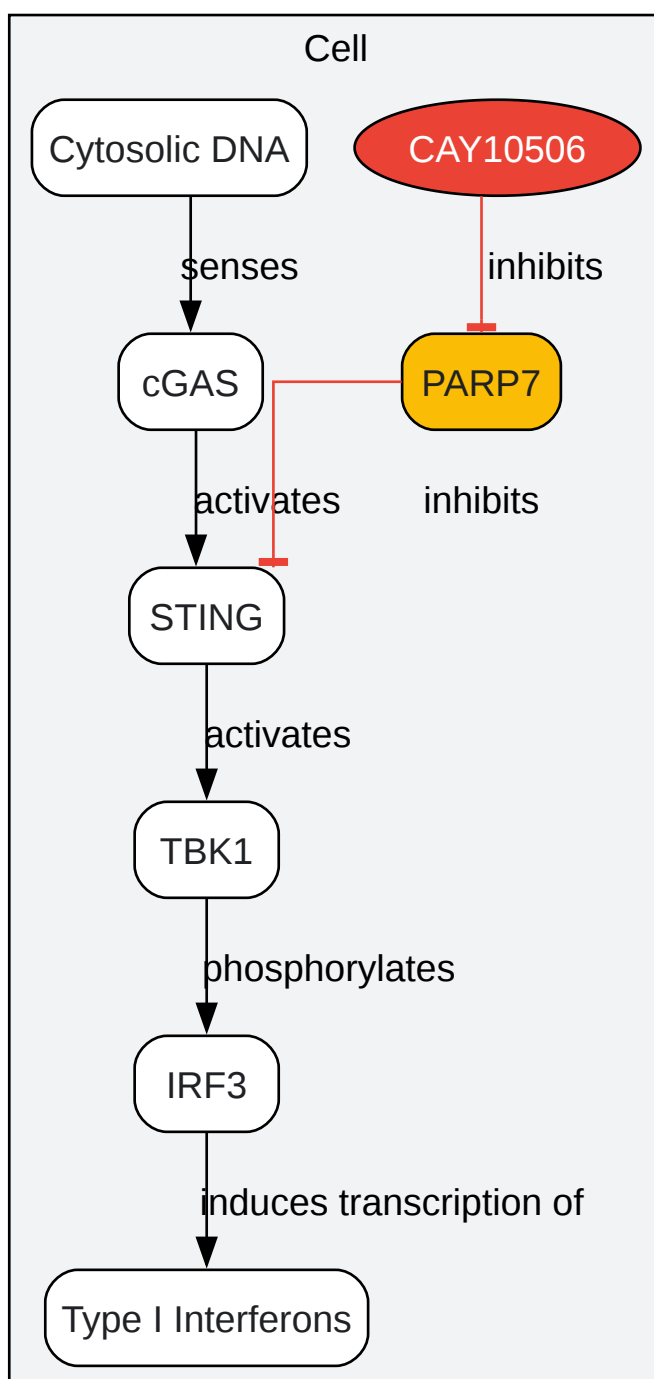 Cell
Cytosolic DNA
CAY10506
senses
inhibits
cGAS
PARP7
activates
inhibits
STING
activates
TBK1
phosphorylates
IRF3
induces transcription of
Type I Interferons